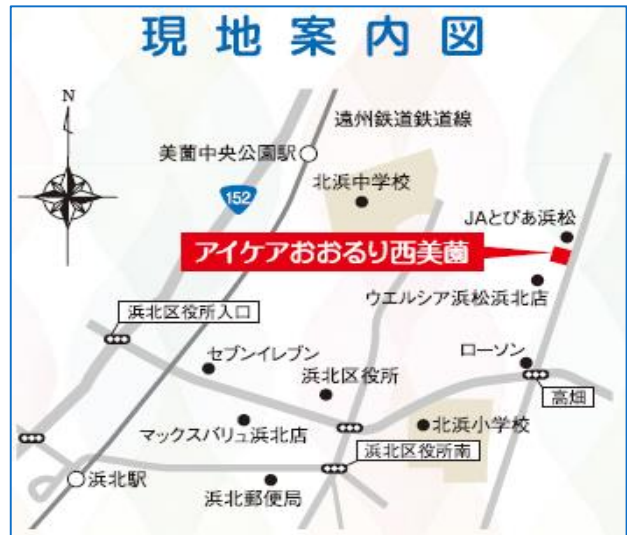 現地案内図
N
遠州鉄道鉄道線
美薗中央公園駅
北浜中学校
152
JAとぴあ浜松
アイケアおおるり西美薗
ウエルシア浜松浜北店
浜北区役所入口
セブンイレブン
ローソン
浜北区役所
高畑
マックスバリュ浜北店
北浜小学校
浜北区役所南
浜北駅
浜北郵便局